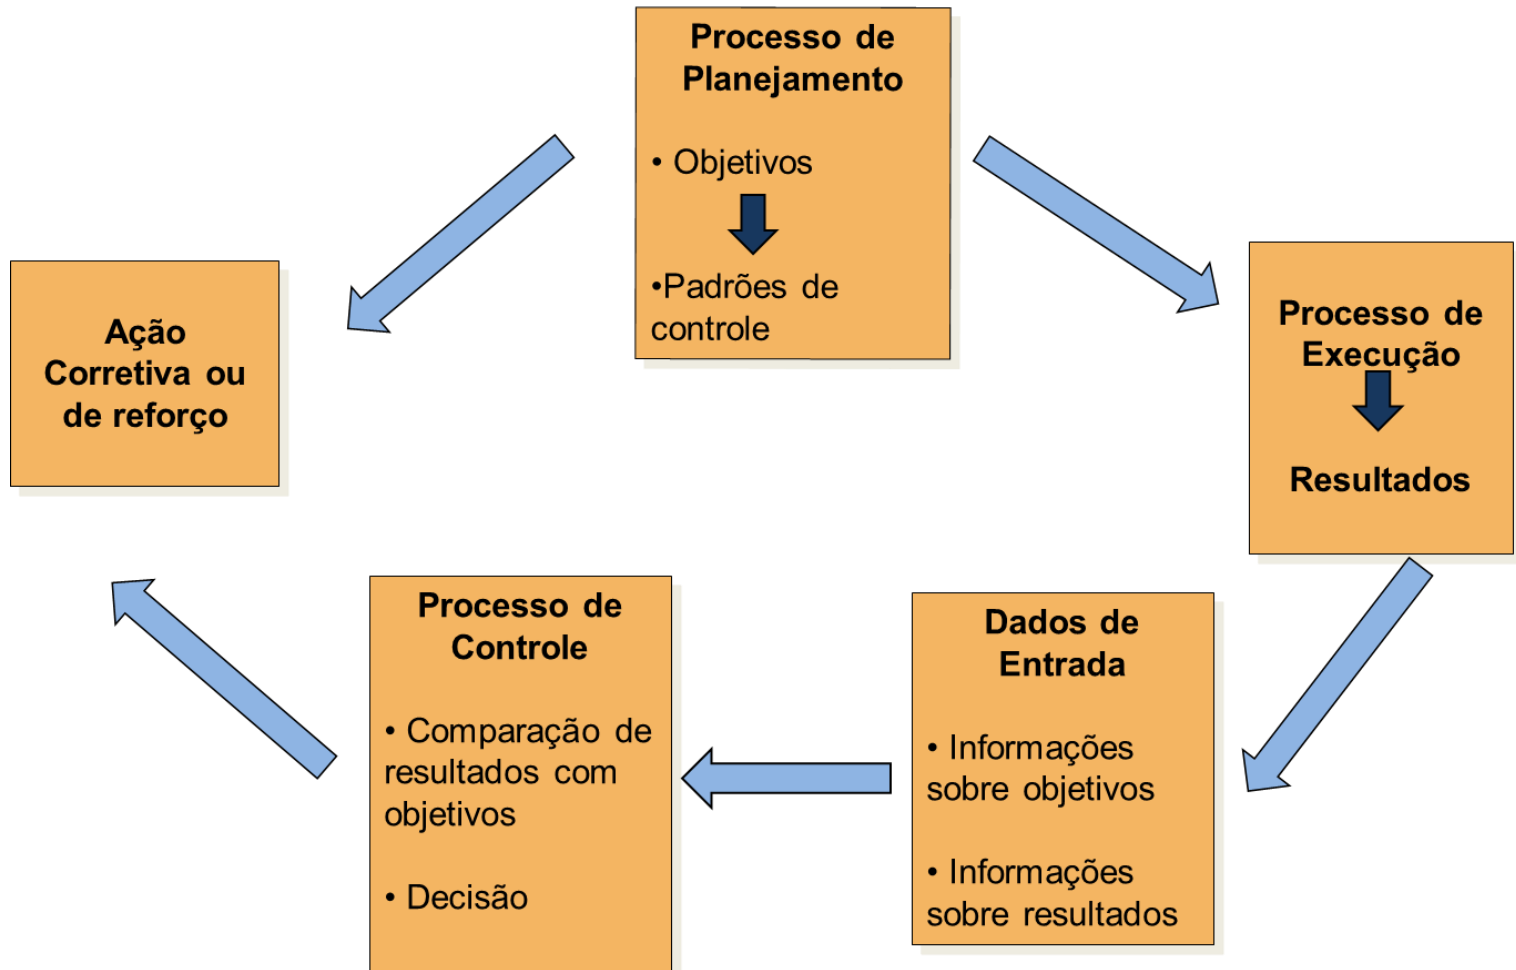 Processo de
Planejamento
• Objetivos
•Padrões de
controle
Processo de
Execução
Resultados
Ação
Corretiva ou
de reforço
Processo de
Controle
• Comparação de
resultados com
objetivos
• Decisão
Dados de
Entrada
• Informações
sobre objetivos
• Informações
sobre resultados